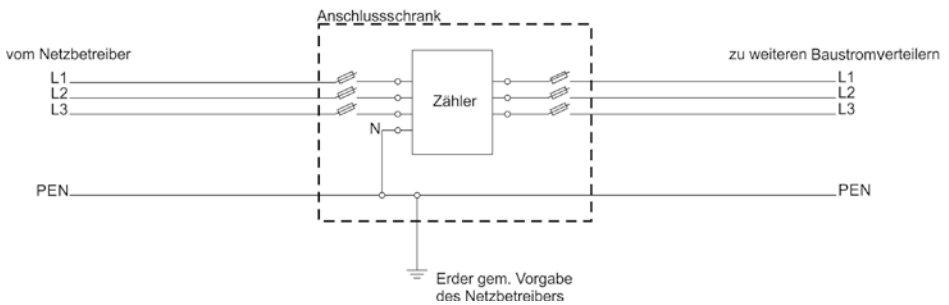 Anschlussschrank
vom Netzbetreiber
zu weiteren Baustromverteilern
L1
L1
L2
Zähler
L2
L3
L3
N
PEN
PEN
Erder gem. Vorgabe
des Netzbetreibers